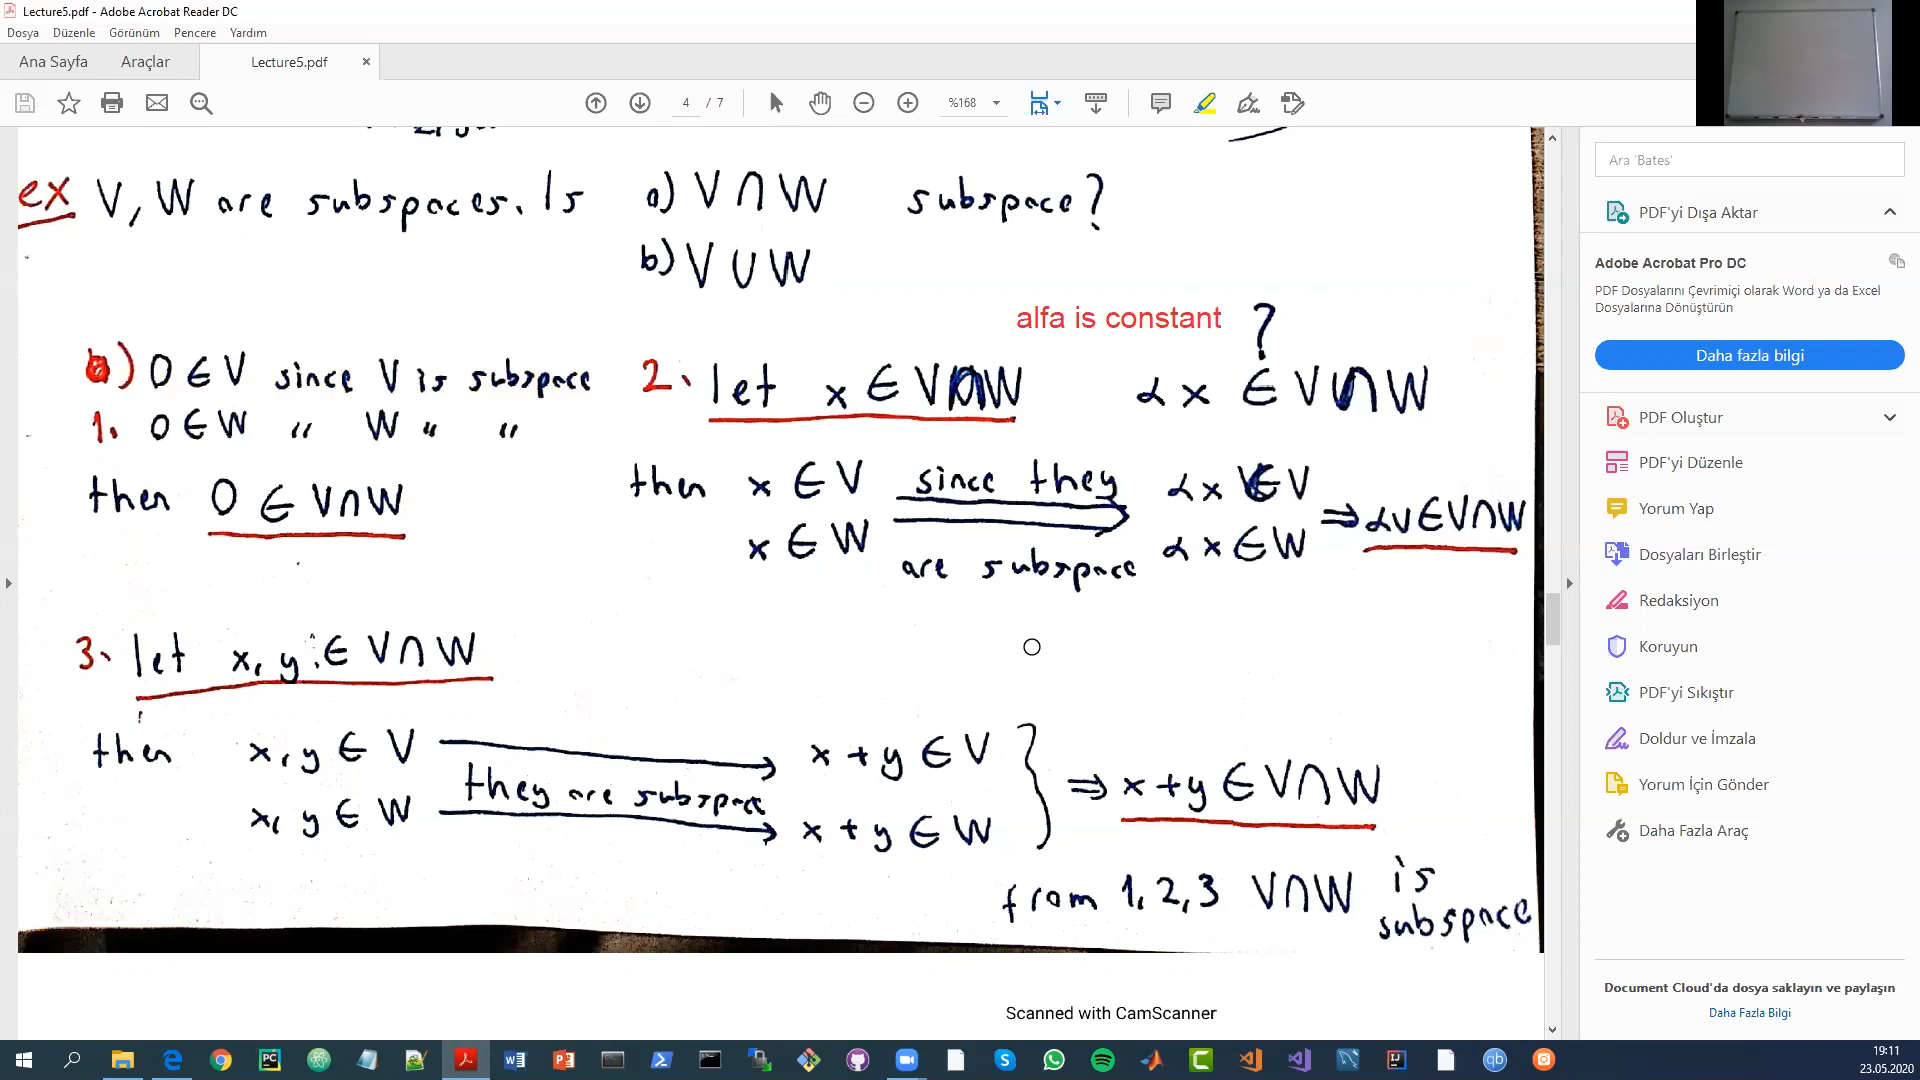 Lecture5.pdf - Adobe Acrobat Reader DC
Dosya Düzenle Görünüm Pencere Yardım
Ana Sayfa Araçlar Lecture5.pdf ×
4 / 7 %168
ex V, W are subspaces. Is a) V ∩ W subspace?
b) V ∪ W
alfa is constant ?
a) 0 ∈ V since V is subspace
1. 0 ∈ W " W " "
then 0 ∈ V∩W
2. let x ∈ V∩W αx ∈ V∩W
then x ∈ V since they αx ∈ V
x ∈ W are subspace αx ∈ W ⇒ αv ∈ V∩W
3. let x, y ∈ V∩W
then x, y ∈ V x + y ∈ V
they are subspace
x, y ∈ W x + y ∈ W
} ⇒ x + y ∈ V∩W
from 1, 2, 3 V∩W is
subspace
Scanned with CamScanner
Ara 'Bates'
PDF'yi Dışa Aktar
Adobe Acrobat Pro DC
PDF Dosyalarını Çevrimiçi olarak Word ya da Excel
Dosyalarına Dönüştürün
Daha fazla bilgi
PDF Oluştur
PDF'yi Düzenle
Yorum Yap
Dosyaları Birleştir
Redaksiyon
Koruyun
PDF'yi Sıkıştır
Doldur ve İmzala
Yorum İçin Gönder
Daha Fazla Araç
Document Cloud'da dosya saklayın ve paylaşın
Daha Fazla Bilgi
19:11
23.05.2020